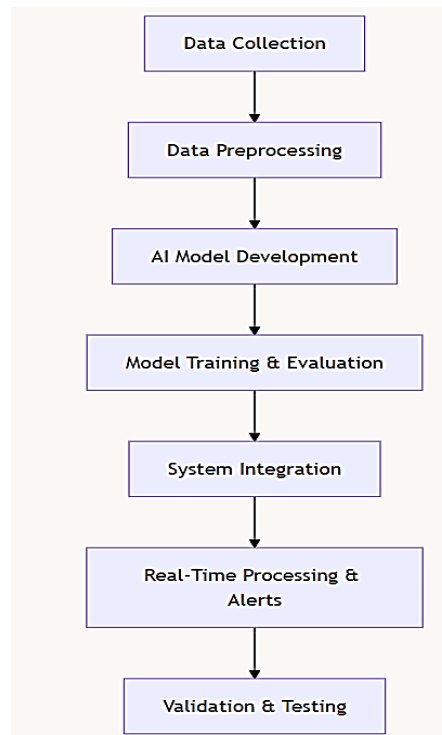 Data Collection
Data Preprocessing
AI Model Development
Model Training & Evaluation
System Integration
Real-Time Processing &
Alerts
Validation & Testing